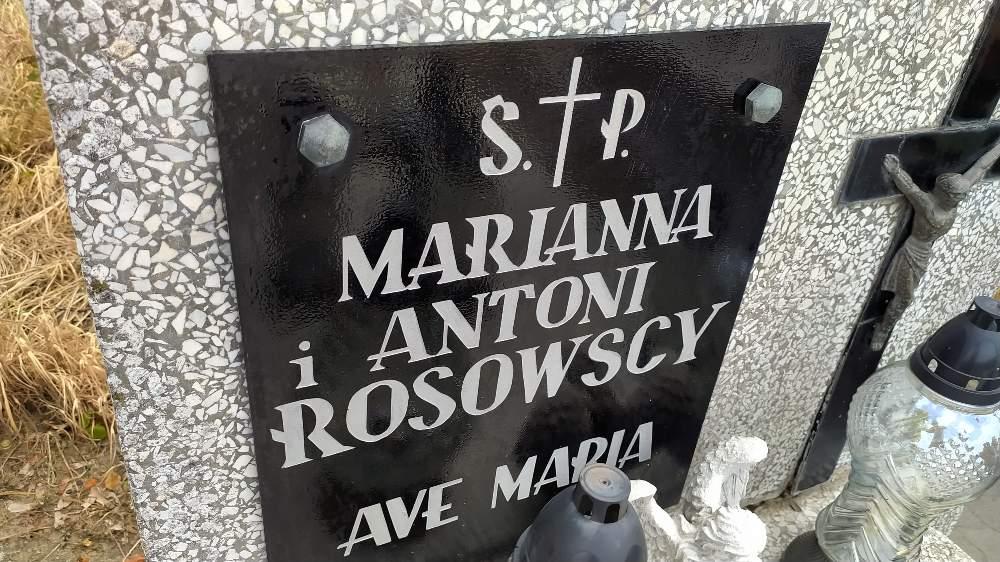 S. P.
MARIANNA
i ANTONI
ROSOWSCY
AVE MARIA